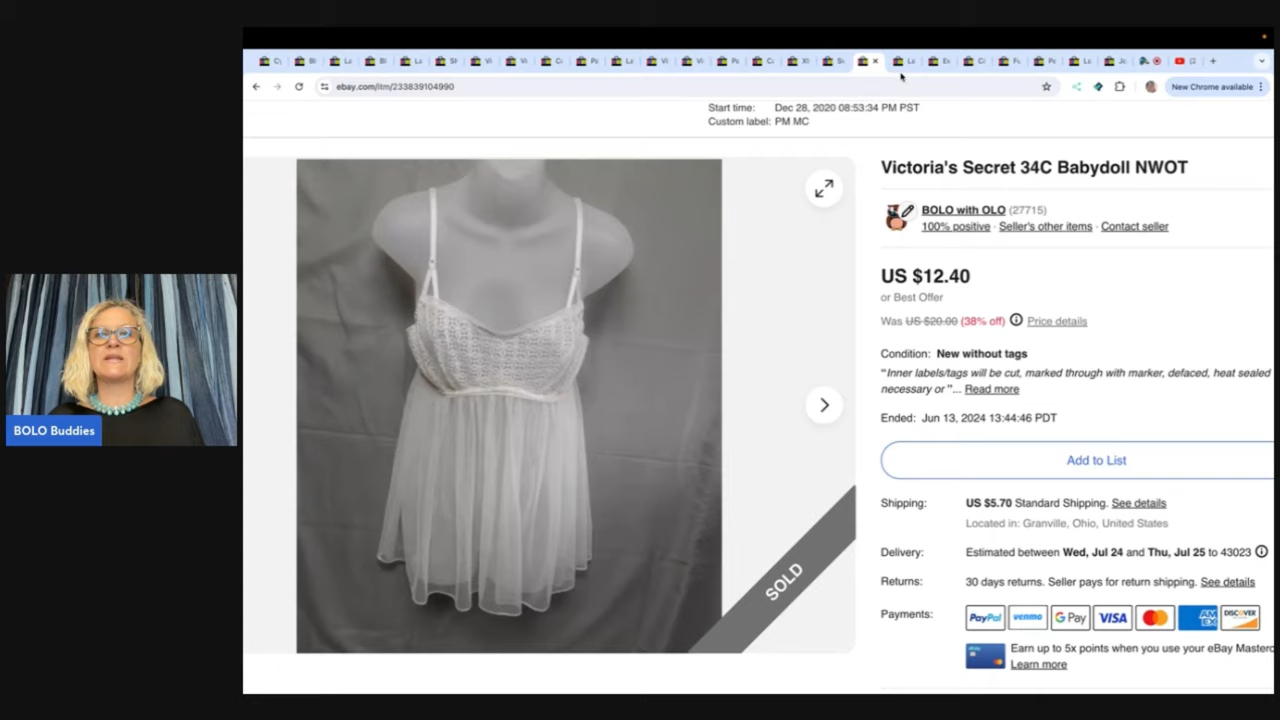 ebay.com/itm/233839104990
New Chrome available
Start time: Dec 28, 2020 08:53:34 PM PST
Custom label: PM MC
Victoria's Secret 34C Babydoll NWOT
BOLO with OLO (27715)
100% positive · Seller's other items · Contact seller
US $12.40
or Best Offer
Was US $20.00 (38% off) Price details
Condition: New without tags
"Inner labels/tags will be cut, marked through with marker, defaced, heat sealed
necessary or "... Read more
Ended: Jun 13, 2024 13:44:46 PDT
Add to List
Shipping: US $5.70 Standard Shipping. See details
Located in: Granville, Ohio, United States
Delivery: Estimated between Wed, Jul 24 and Thu, Jul 25 to 43023
Returns: 30 days returns. Seller pays for return shipping. See details
Payments: PayPal venmo G Pay VISA MasterCard AM EX DISCOVER
Earn up to 5x points when you use your eBay Masterc
Learn more
SOLD
BOLO Buddies